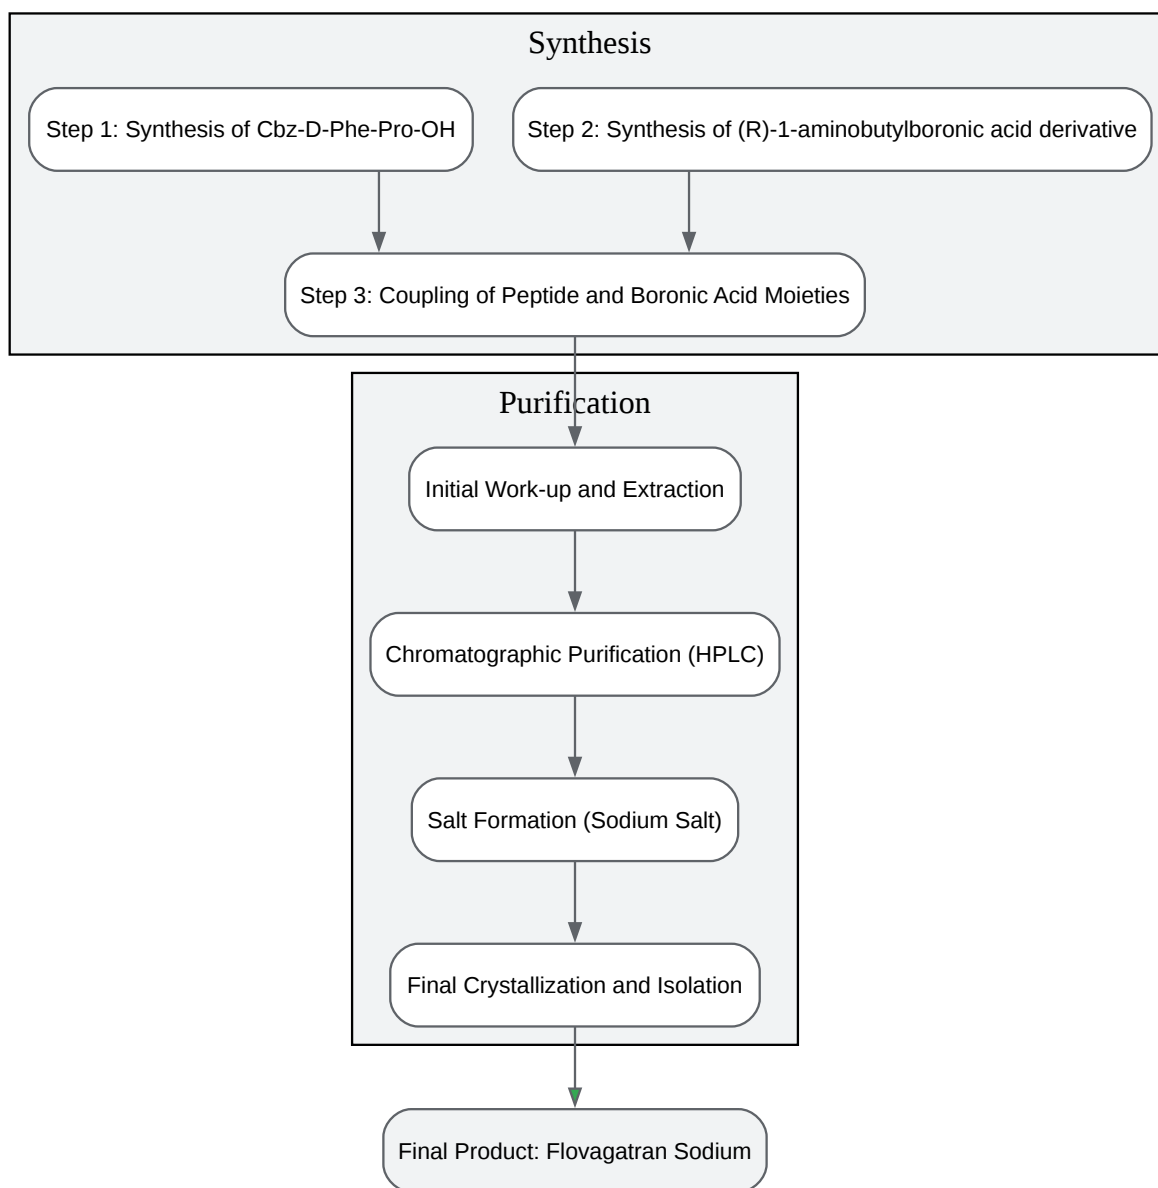 Synthesis
Step 1: Synthesis of Cbz-D-Phe-Pro-OH
Step 2: Synthesis of (R)-1-aminobutylboronic acid derivative
Step 3: Coupling of Peptide and Boronic Acid Moieties
Purification
Initial Work-up and Extraction
Chromatographic Purification (HPLC)
Salt Formation (Sodium Salt)
Final Crystallization and Isolation
Final Product: Flovagatran Sodium